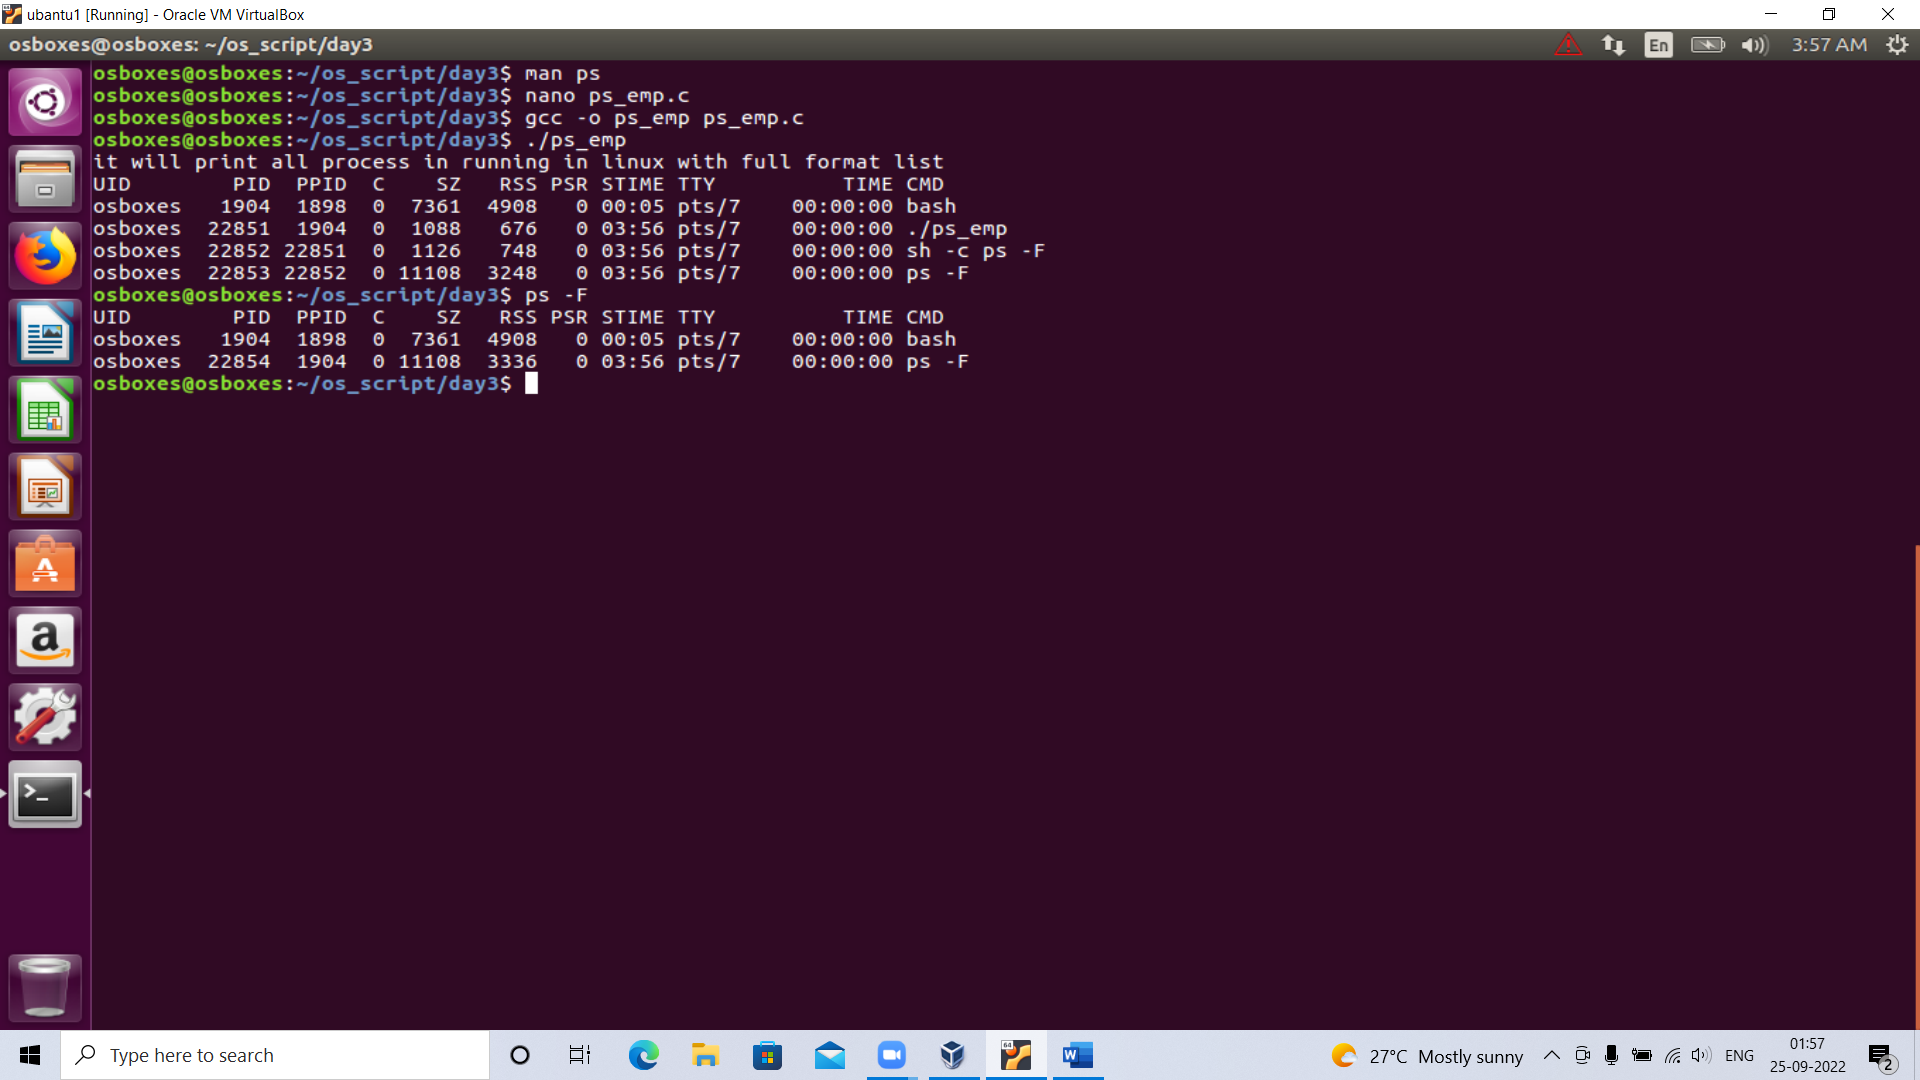 ubantu1 [Running] - Oracle VM VirtualBox
osboxes@osboxes: ~/os_script/day3
En
3:57 AM
osboxes@osboxes:~/os_script/day3$ man ps
osboxes@osboxes:~/os_script/day3$ nano ps_emp.c
osboxes@osboxes:~/os_script/day3$ gcc -o ps_emp ps_emp.c
osboxes@osboxes:~/os_script/day3$ ./ps_emp
it will print all process in running in linux with full format list
UID        PID  PPID  C    SZ   RSS PSR STIME TTY          TIME CMD
osboxes   1904  1898  0  7361  4908   0 00:05 pts/7    00:00:00 bash
osboxes  22851  1904  0  1088   676   0 03:56 pts/7    00:00:00 ./ps_emp
osboxes  22852 22851  0  1126   748   0 03:56 pts/7    00:00:00 sh -c ps -F
osboxes  22853 22852  0 11108  3248   0 03:56 pts/7    00:00:00 ps -F
osboxes@osboxes:~/os_script/day3$ ps -F
UID        PID  PPID  C    SZ   RSS PSR STIME TTY          TIME CMD
osboxes   1904  1898  0  7361  4908   0 00:05 pts/7    00:00:00 bash
osboxes  22854  1904  0 11108  3336   0 03:56 pts/7    00:00:00 ps -F
osboxes@osboxes:~/os_script/day3$
A
a
>_
Type here to search
64
W
27°C Mostly sunny
ENG
01:57
25-09-2022
2